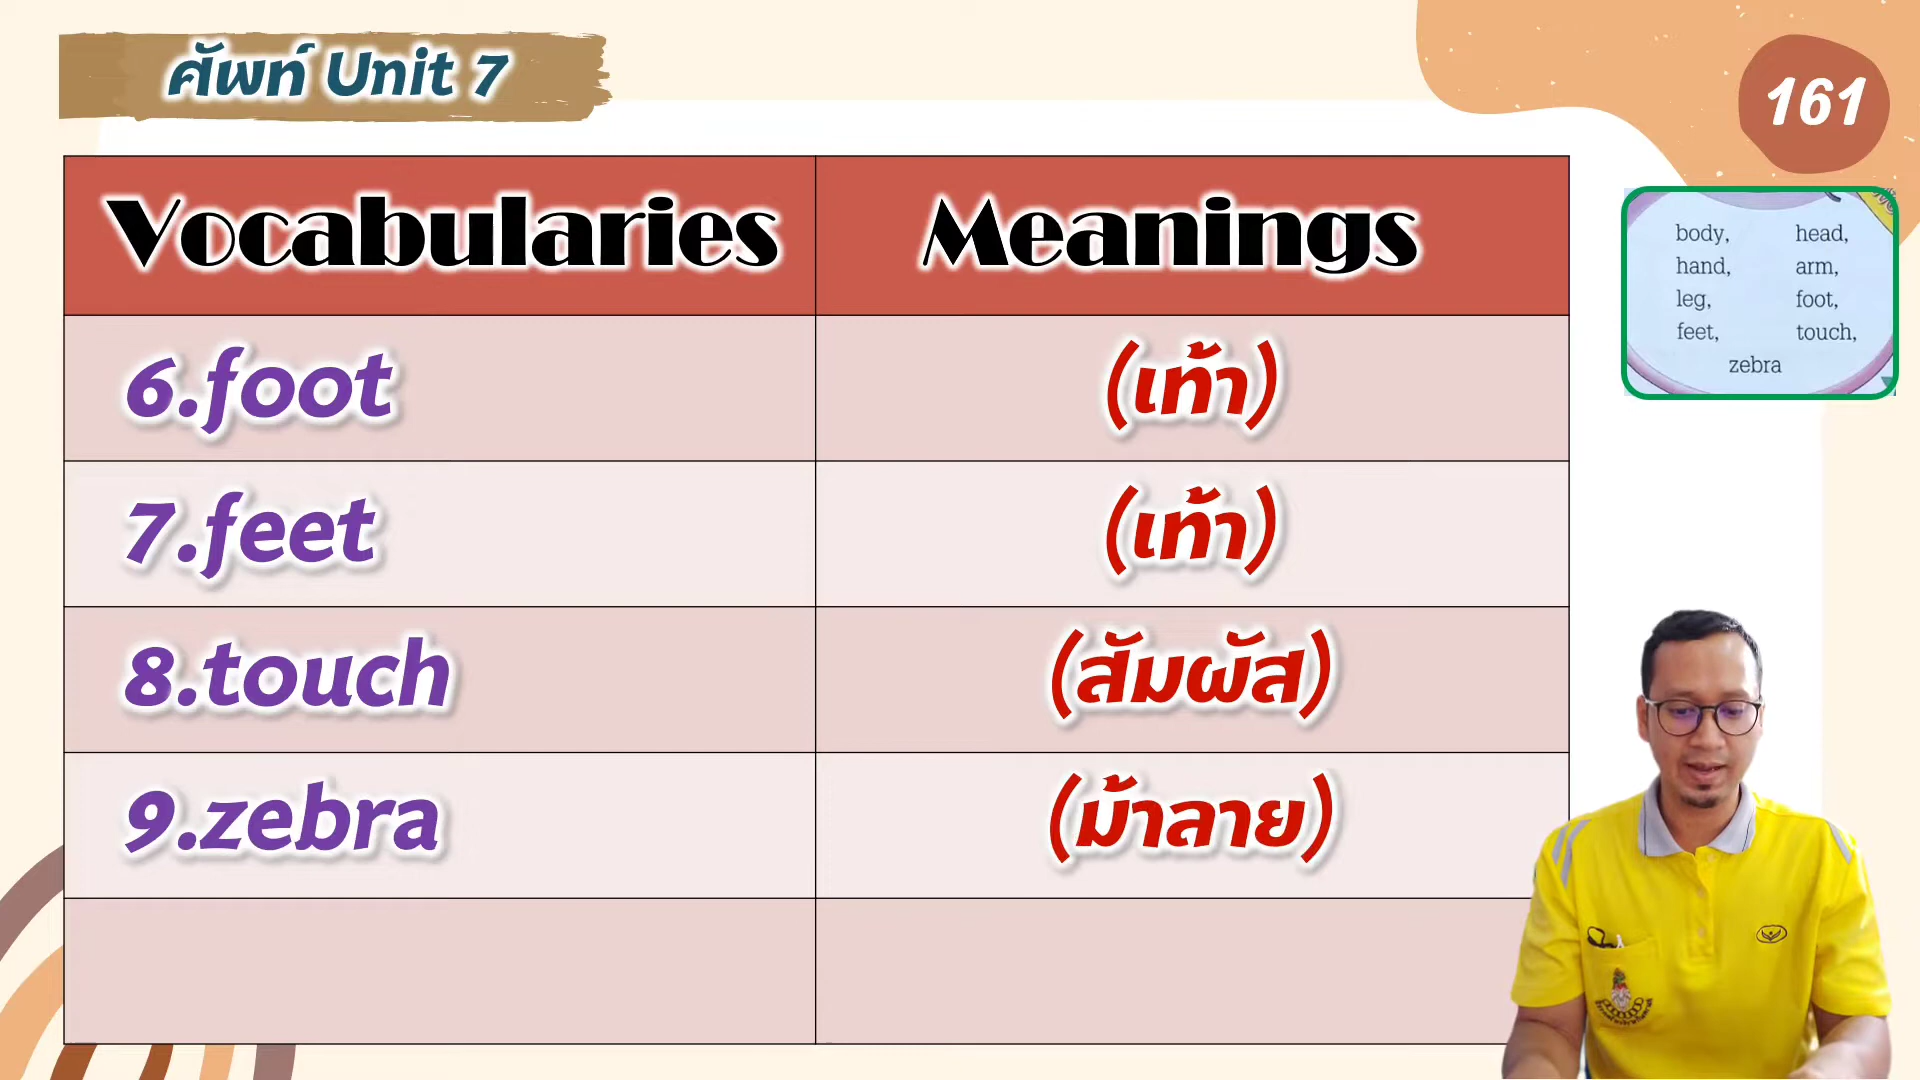 ศัพท์ Unit 7
161
Vocabularies Meanings
6.foot (เท้า)
7.feet (เท้า)
8.touch (สัมผัส)
9.zebra (ม้าลาย)
body, head,
hand, arm,
leg, foot,
feet, touch,
zebra